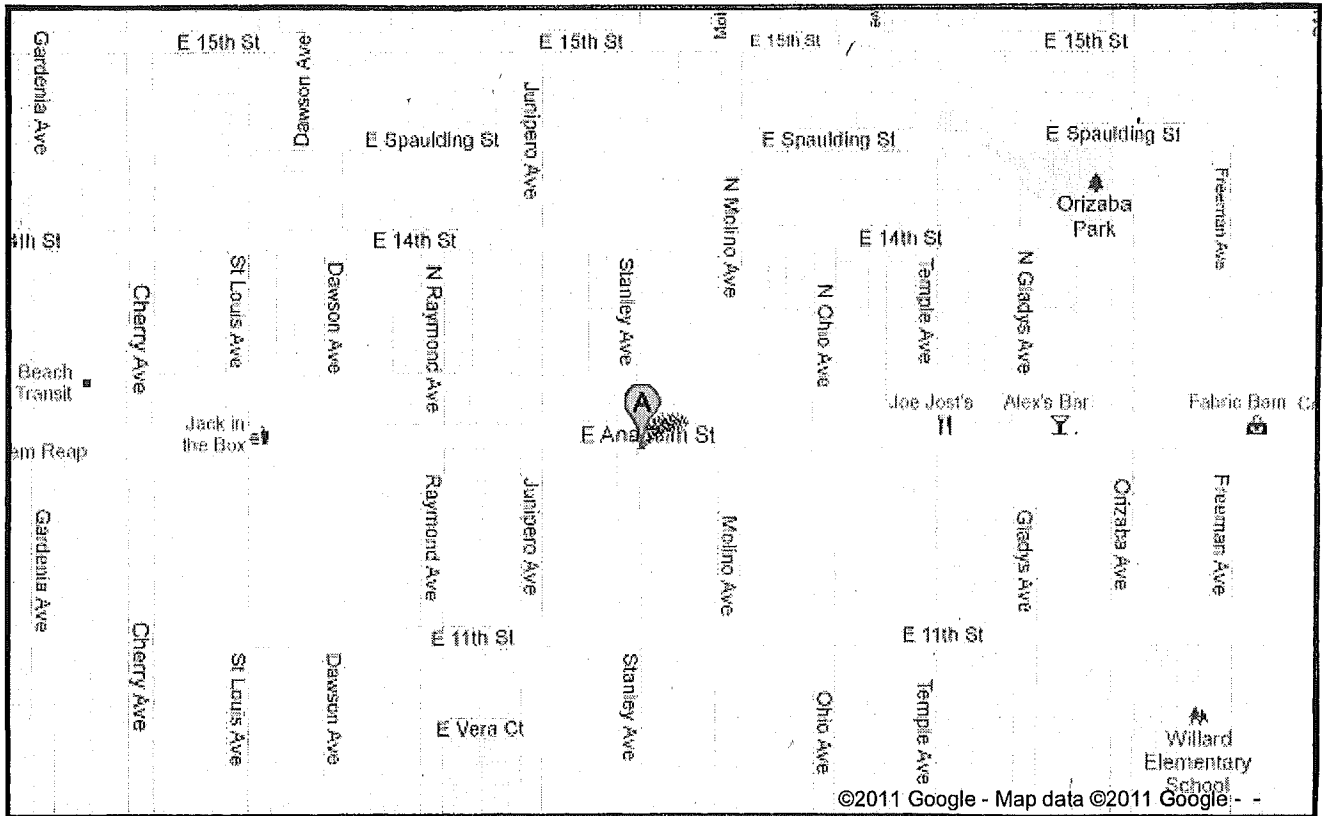 E 15th St
E 15th St
E 15th St
E 15th St
Gardenia Ave
Dawson Ave
Junipero Ave
E Spaulding St
E Spaulding St
E Spaulding St
N Molino Ave
Freeman Ave
Orizaba
Park
E 14th St
E 14th St
Cherry Ave
St Louis Ave
Dawson Ave
N Raymond Ave
Stanley Ave
N Ohio Ave
Temple Ave
N Gladys Ave
Beach
Transit
Jack in
the Box
A
E Anaheim St
Joe Jost's
Alex's Bar
Fabric Barn
Gardenia Ave
Raymond Ave
Junipero Ave
Molino Ave
Gladys Ave
Orizaba Ave
Freeman Ave
E 11th St
E 11th St
Cherry Ave
St Louis Ave
Dawson Ave
E Vera Ct
Stanley Ave
Ohio Ave
Temple Ave
Willard
Elementary
School
©2011 Google - Map data ©2011 Google - -